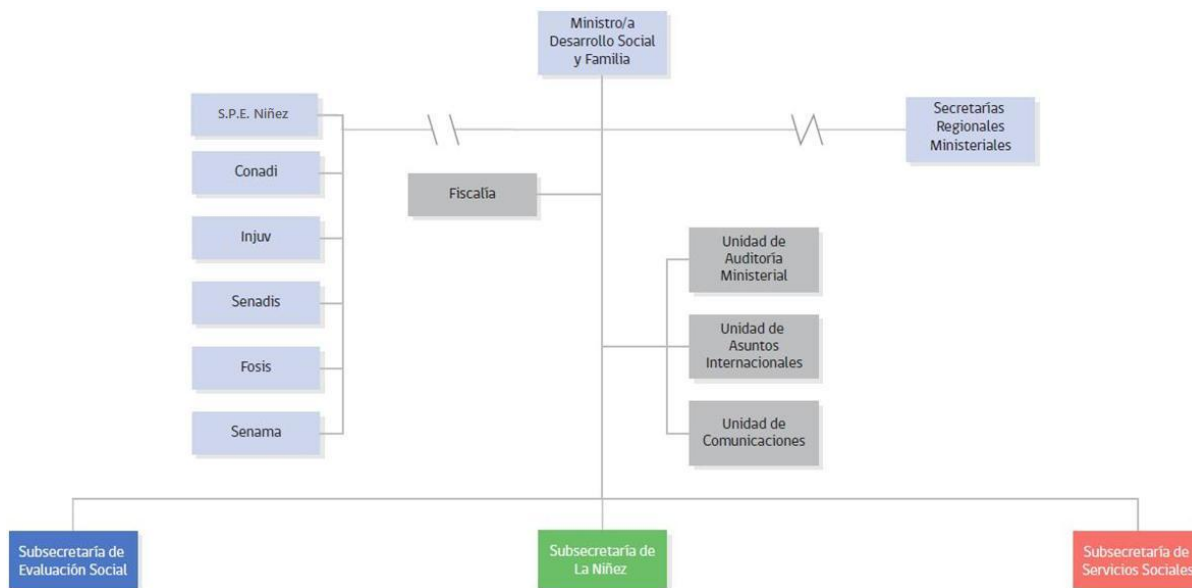 Ministro/a
Desarrollo Social
y Familia
S.P.E. Niñez
Conadi
Injuv
Senadis
Fosis
Senama
Secretarías
Regionales
Ministeriales
Fiscalía
Unidad de
Auditoría
Ministerial
Unidad de
Asuntos
Internacionales
Unidad de
Comunicaciones
Subsecretaría de
Evaluación Social
Subsecretaría de
La Niñez
Subsecretaría de
Servicios Sociales